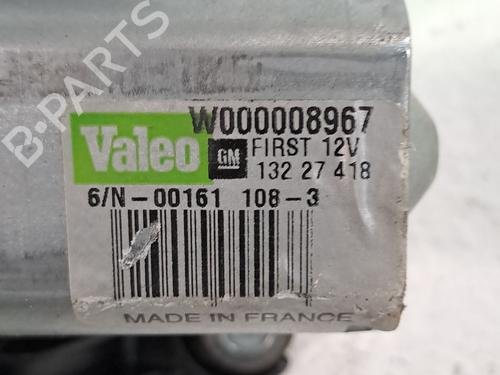 W000008967
Valeo GM FIRST 12V
132 27 418
6/N-00161 108-3
MADE IN FRANCE
B-PARTS